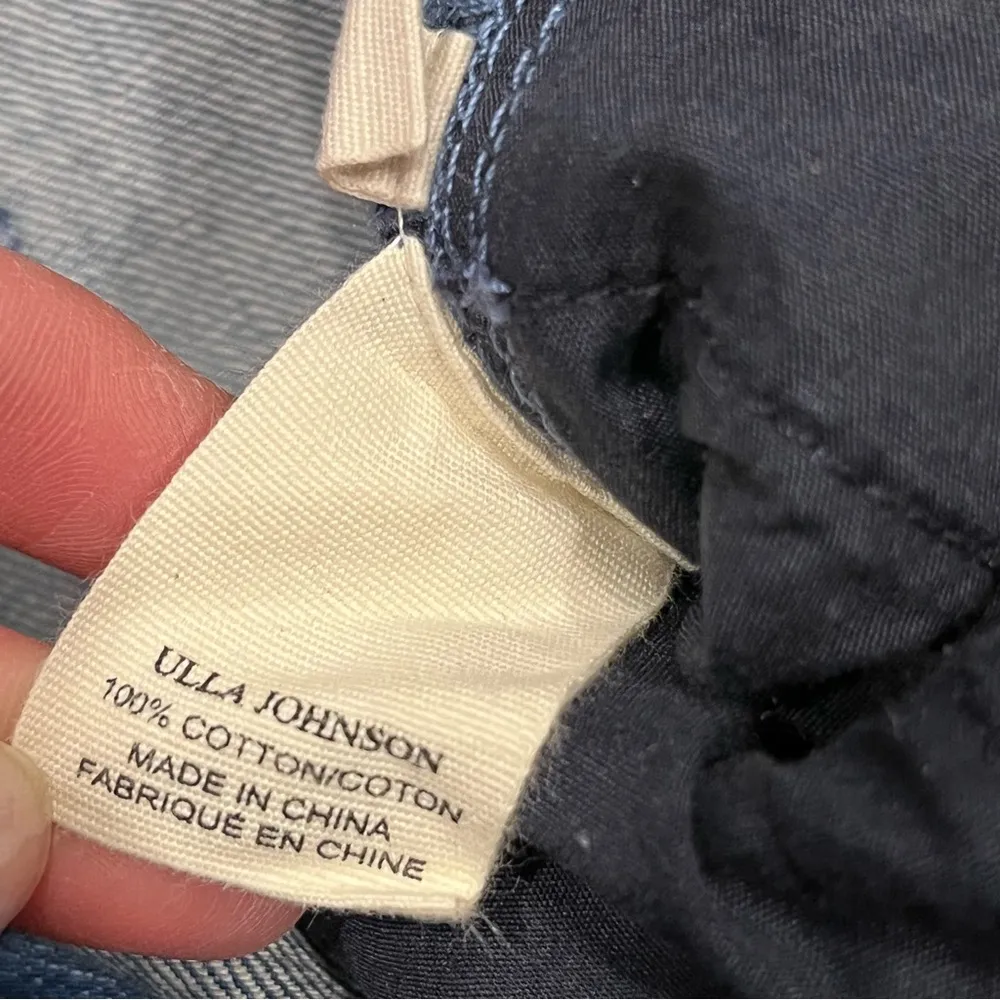 ULLA JOHNSON
100% COTTON/COTON
MADE IN CHINA
FABRIQUÉ EN CHINE